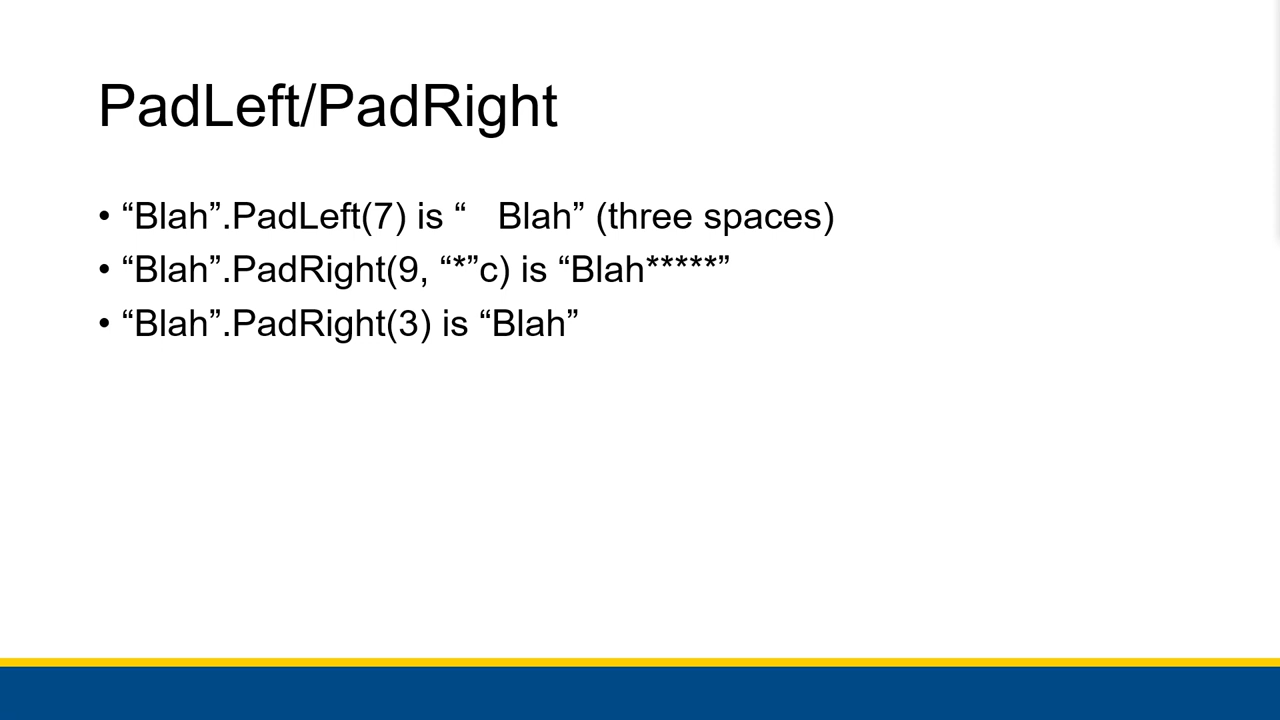 PadLeft/PadRight
• “Blah”.PadLeft(7) is “   Blah” (three spaces)
• “Blah”.PadRight(9, “*”c) is “Blah*****”
• “Blah”.PadRight(3) is “Blah”